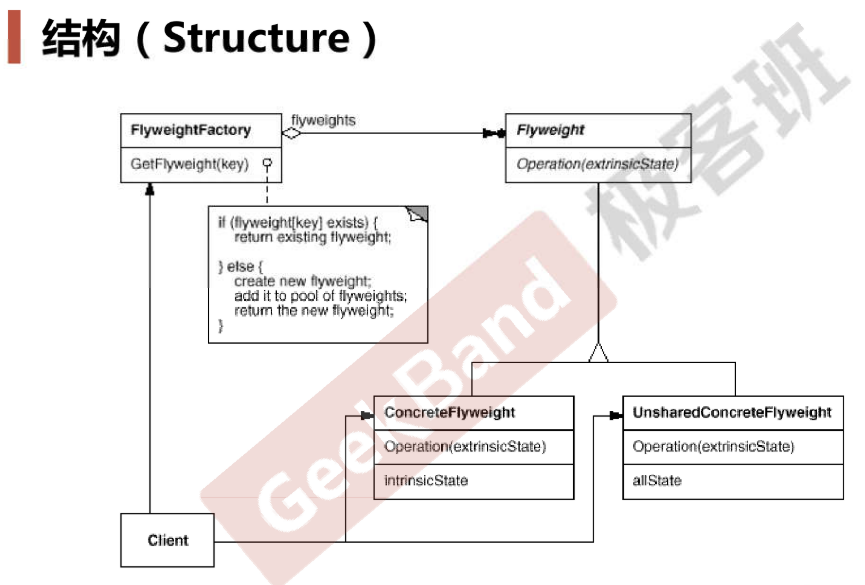 结构（Structure）
FlyweightFactory
GetFlyweight(key)
flyweights
Flyweight
Operation(extrinsicState)
if (flyweight[key] exists) {
return existing flyweight;
} else {
create new flyweight;
add it to pool of flyweights;
return the new flyweight;
}
ConcreteFlyweight
Operation(extrinsicState)
intrinsicState
UnsharedConcreteFlyweight
Operation(extrinsicState)
allState
Client
GeekBand
极客班